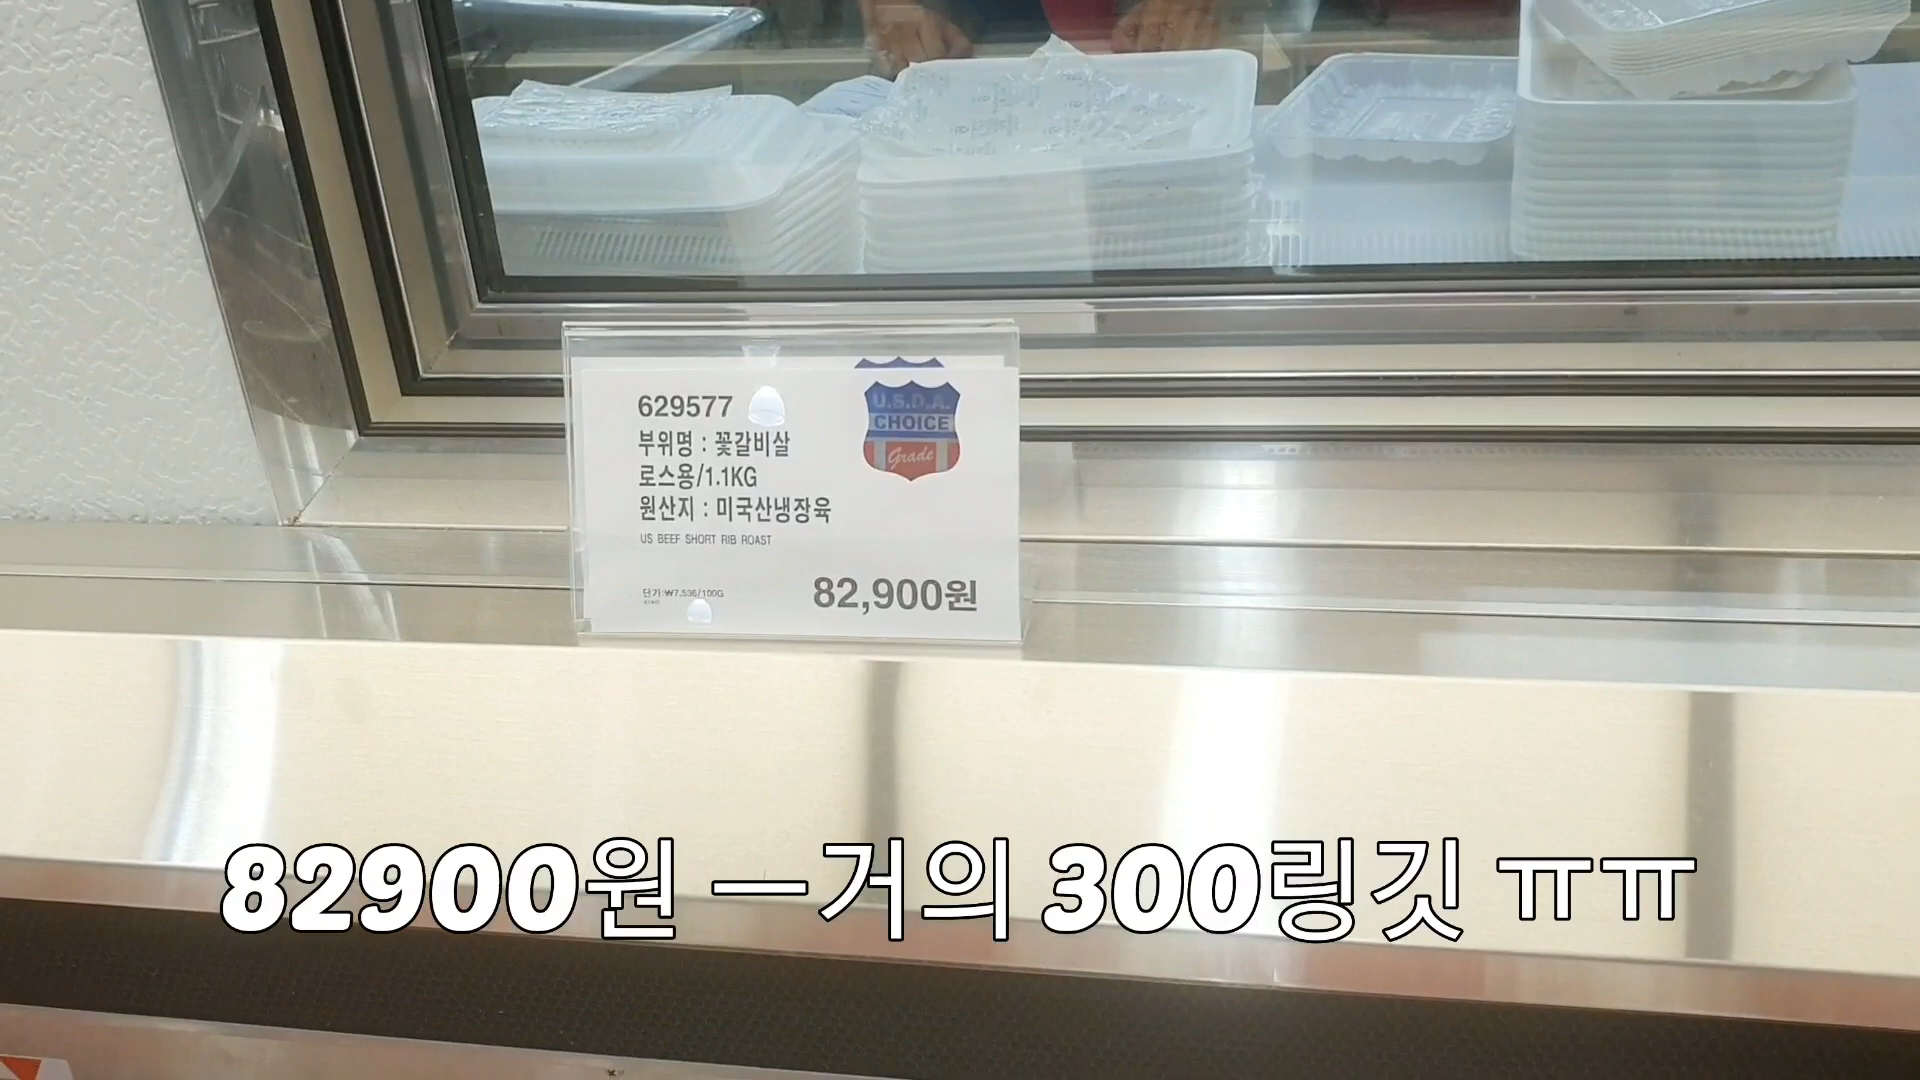 629577
부위명 : 꽃갈비살
로스용/1.1KG
원산지 : 미국산냉장육
US BEEF SHORT RIB ROAST
단가:₩7,536/100G
82,900원
U.S.D.A.
CHOICE
Grade
82900원 ㅡ거의 300링깃 ㅠㅠ